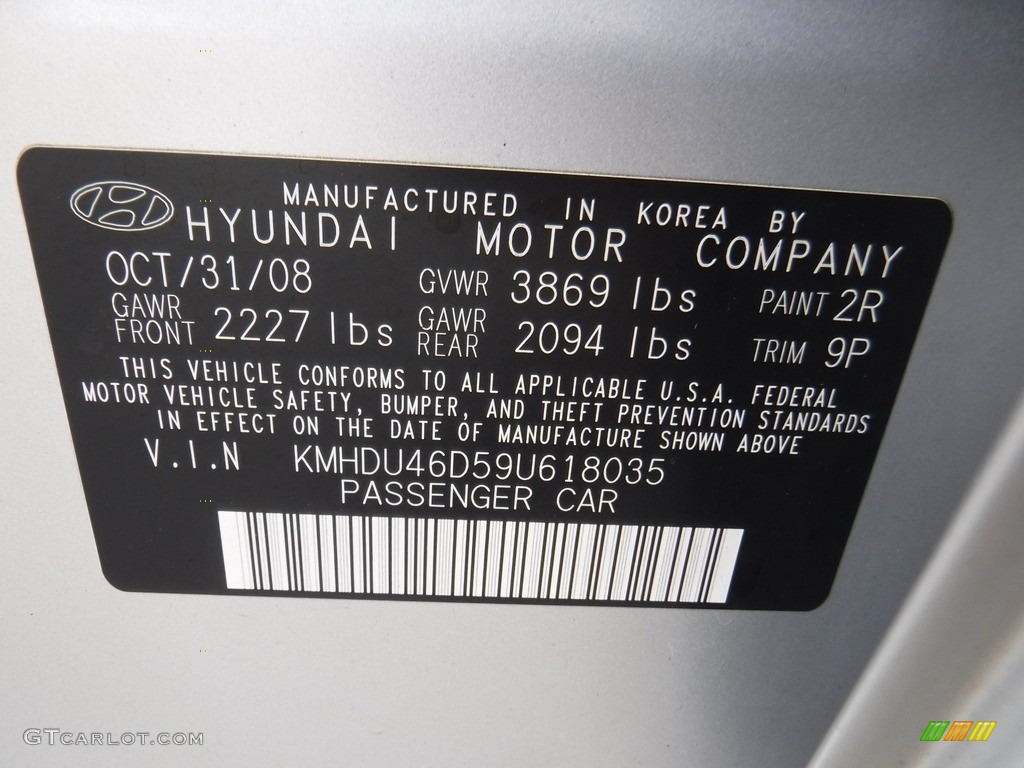 MANUFACTURED IN KOREA BY
HYUNDAI MOTOR COMPANY
OCT/31/08 GVWR 3869 lbs PAINT 2R
GAWR FRONT 2227 lbs GAWR REAR 2094 lbs TRIM 9P
THIS VEHICLE CONFORMS TO ALL APPLICABLE U.S.A. FEDERAL
MOTOR VEHICLE SAFETY, BUMPER, AND THEFT PREVENTION STANDARDS
IN EFFECT ON THE DATE OF MANUFACTURE SHOWN ABOVE
V.I.N KMHDU46D59U618035
PASSENGER CAR
GTCARLOT.COM